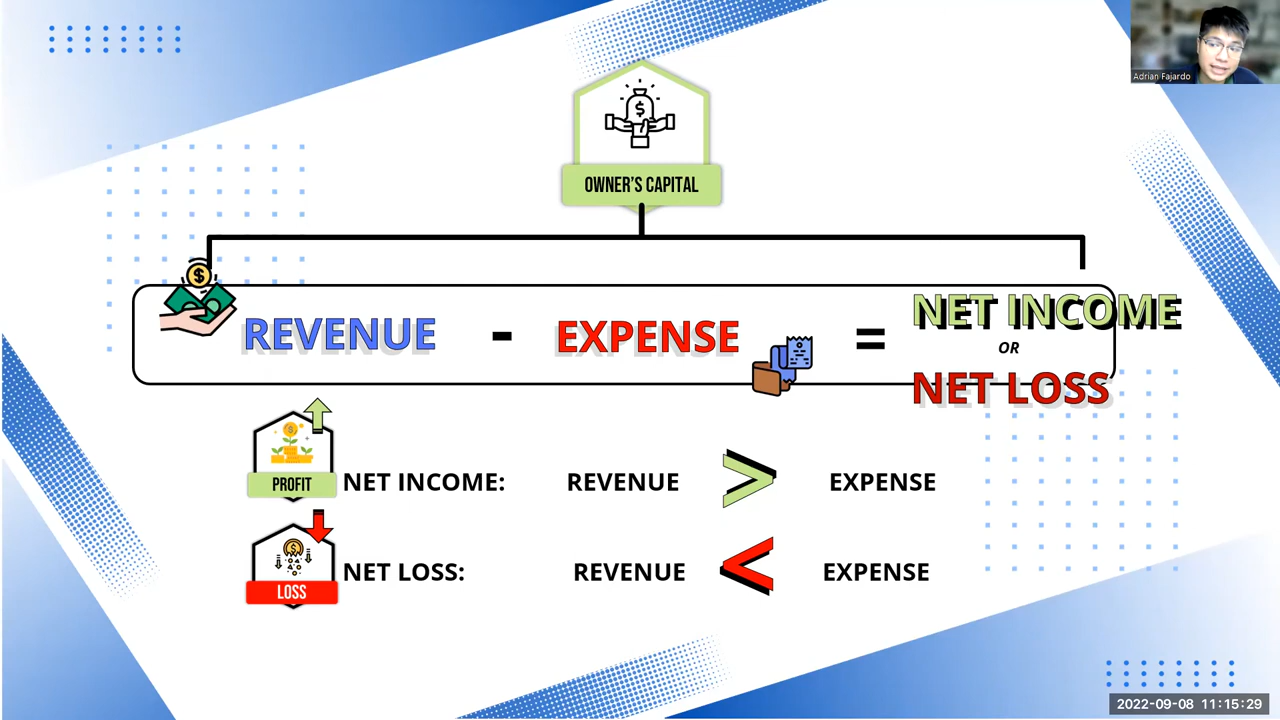 Adrian Fajardo
OWNER'S CAPITAL
REVENUE - EXPENSE = NET INCOME
OR
NET LOSS
PROFIT
NET INCOME: REVENUE > EXPENSE
LOSS
NET LOSS: REVENUE < EXPENSE
2022-09-08 11:15:29